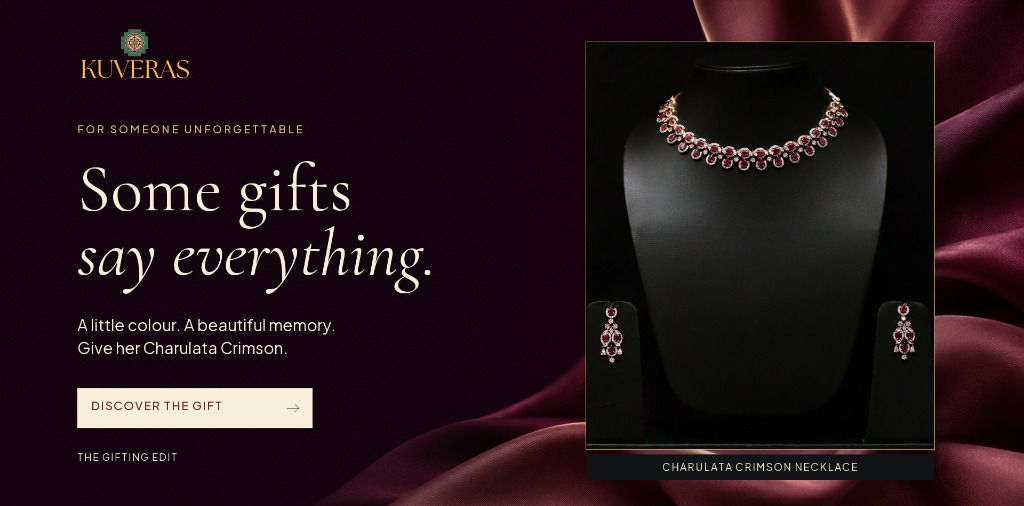 KUVERAS
FOR SOMEONE UNFORGETTABLE
Some gifts
say everything.
A little colour. A beautiful memory.
Give her Charulata Crimson.
DISCOVER THE GIFT →
THE GIFTING EDIT
CHARULATA CRIMSON NECKLACE